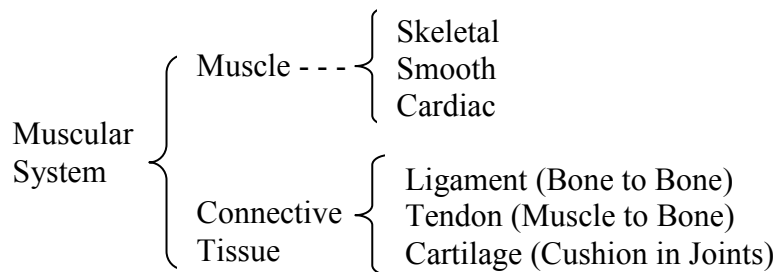 Muscular
System
Muscle - - -
Skeletal
Smooth
Cardiac
Connective
Tissue
Ligament (Bone to Bone)
Tendon (Muscle to Bone)
Cartilage (Cushion in Joints)